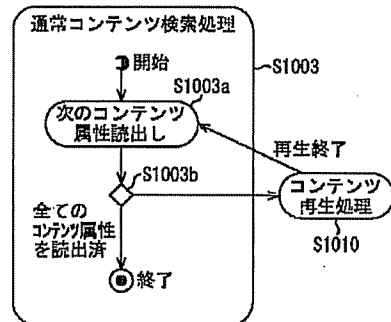 通常コンテンツ検索処理
開始
S1003
S1003a
次のコンテンツ
属性読出し
再生終了
S1003b
コンテンツ
再生処理
全ての
コンテンツ属性
を読出済
S1010
終了